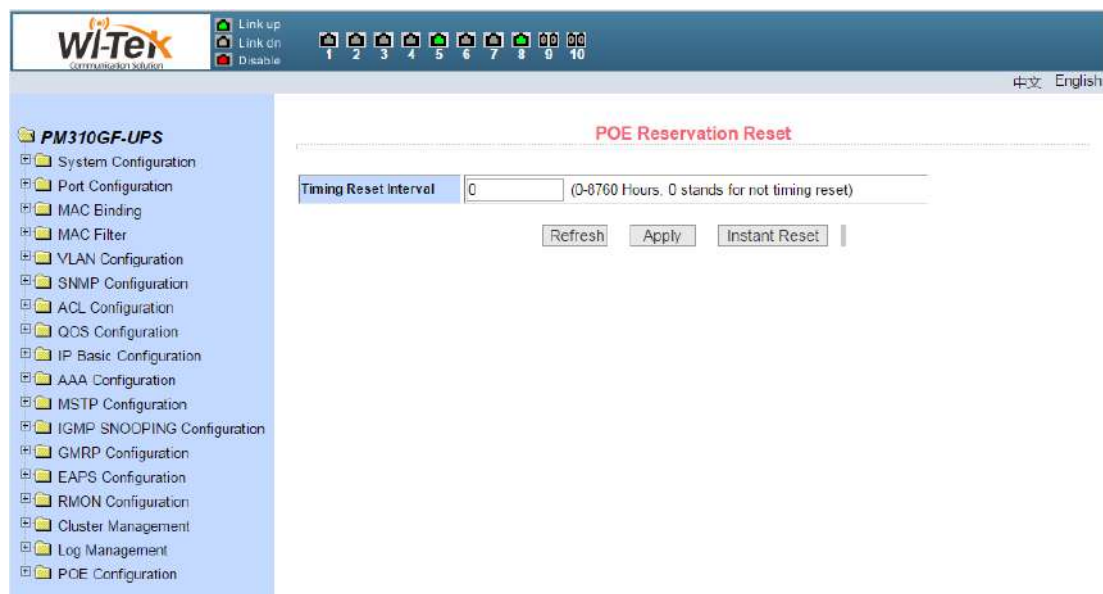 Wi-Tek
Communication Solution
Link up
Link dn
Disable
1 2 3 4 5 6 7 8 9 10
中文 English
PM310GF-UPS
System Configuration
Port Configuration
MAC Binding
MAC Filter
VLAN Configuration
SNMP Configuration
ACL Configuration
QOS Configuration
IP Basic Configuration
AAA Configuration
MSTP Configuration
IGMP SNOOPING Configuration
GMRP Configuration
EAPS Configuration
RMON Configuration
Cluster Management
Log Management
POE Configuration
POE Reservation Reset
Timing Reset Interval 0 (0-8760 Hours, 0 stands for not timing reset)
Refresh Apply Instant Reset